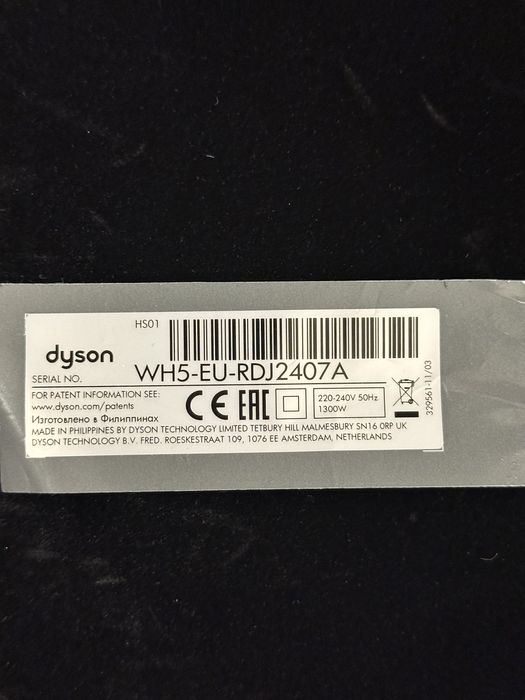 HS01
dyson
SERIAL NO.
WH5-EU-RDJ2407A
FOR PATENT INFORMATION SEE:
www.dyson.com/patents
Изготовлено в Филиппинах
CE EAC
220-240V 50Hz
1300W
329561-11/03
MADE IN PHILIPPINES BY DYSON TECHNOLOGY LIMITED TETBURY HILL MALMESBURY SN16 0RP UK
DYSON TECHNOLOGY B.V. FRED. ROESKESTRAAT 109, 1076 EE AMSTERDAM, NETHERLANDS